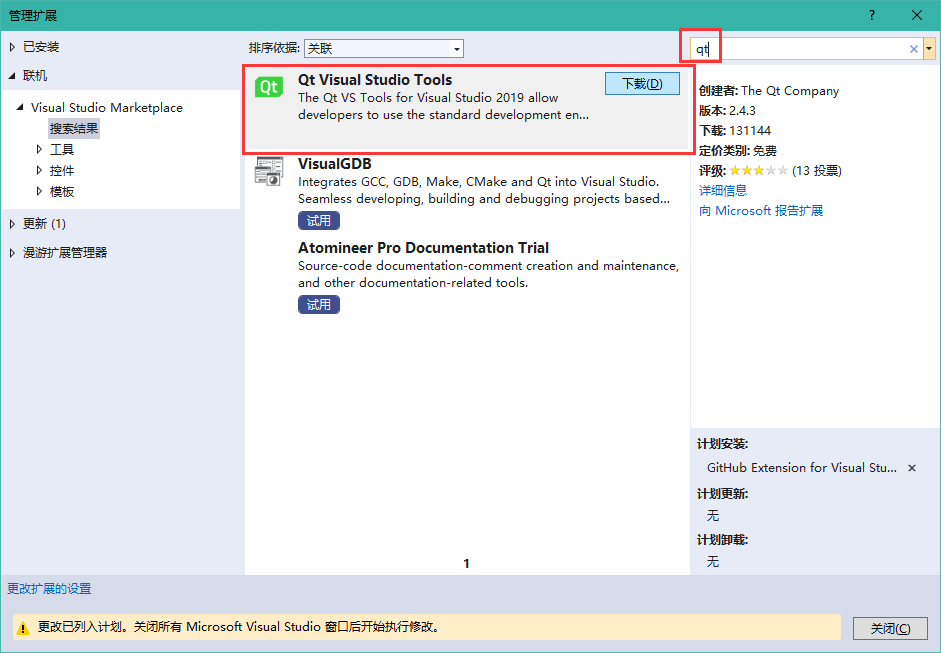 管理扩展
?
已安装
联机
Visual Studio Marketplace
搜索结果
工具
控件
模板
更新 (1)
漫游扩展管理器
排序依据: 关联
Qt
Qt Visual Studio Tools
下载(D)
The Qt VS Tools for Visual Studio 2019 allow
developers to use the standard development en...
VisualGDB
Integrates GCC, GDB, Make, CMake and Qt into Visual Studio.
Seamless developing, building and debugging projects based...
试用
Atomineer Pro Documentation Trial
Source-code documentation-comment creation and maintenance,
and other documentation-related tools.
试用
1
qt
创建者: The Qt Company
版本: 2.4.3
下载: 131144
定价类别: 免费
评级: (13 投票)
详细信息
向 Microsoft 报告扩展
计划安装:
GitHub Extension for Visual Stu...
计划更新:
无
计划卸载:
无
更改扩展的设置
更改已列入计划。关闭所有 Microsoft Visual Studio 窗口后开始执行修改。
关闭(C)